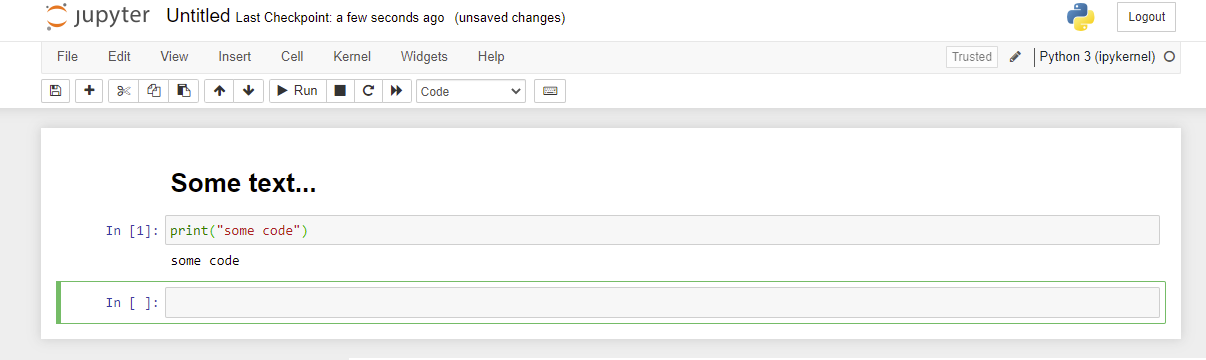 jupyter Untitled Last Checkpoint: a few seconds ago (unsaved changes) Logout
File Edit View Insert Cell Kernel Widgets Help Trusted Python 3 (ipykernel)
Run Code
Some text...
In [1]: print("some code")
some code
In [ ]: